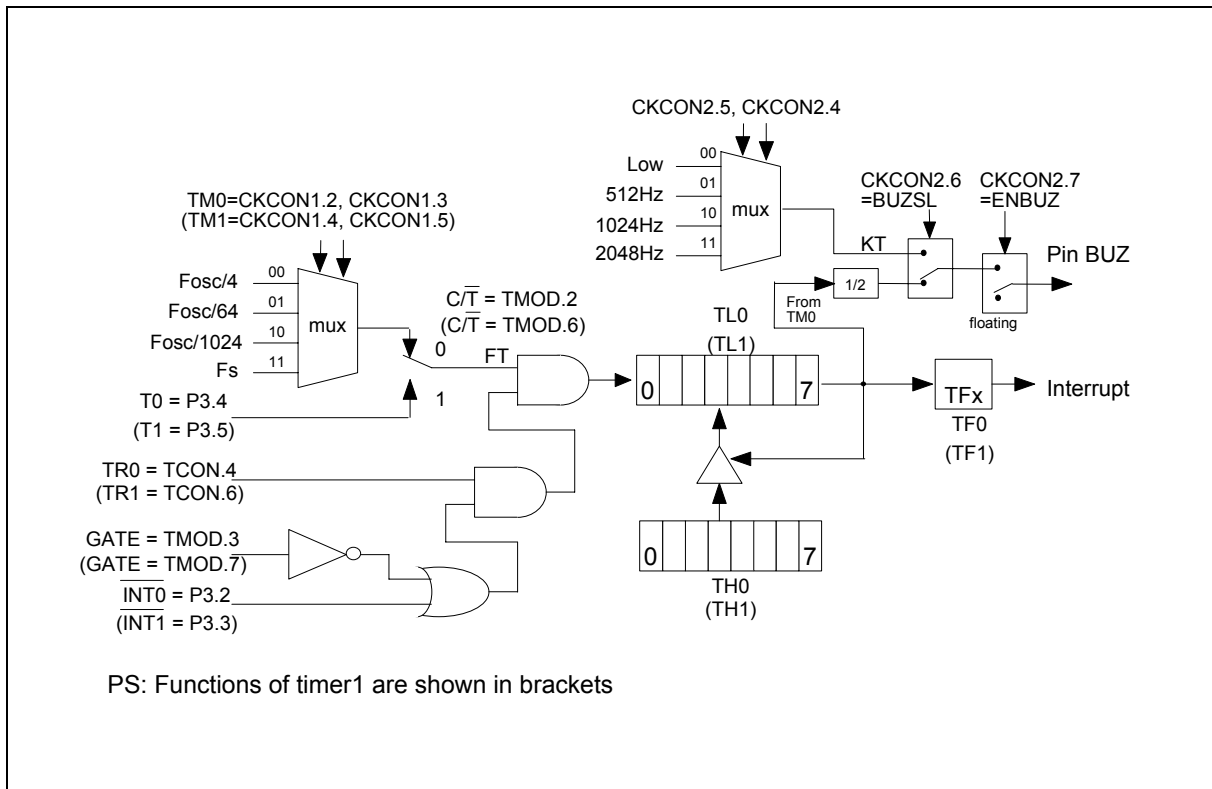 CKCON2.5, CKCON2.4
Low
512Hz
1024Hz
2048Hz
00
01
10
11
mux
KT
CKCON2.6
=BUZSL
CKCON2.7
=ENBUZ
Pin BUZ
1/2
From
TM0
floating
TM0=CKCON1.2, CKCON1.3
(TM1=CKCON1.4, CKCON1.5)
Fosc/4
Fosc/64
Fosc/1024
Fs
00
01
10
11
mux
C/T̅ = TMOD.2
(C/T̅ = TMOD.6)
0
1
FT
T0 = P3.4
(T1 = P3.5)
TR0 = TCON.4
(TR1 = TCON.6)
GATE = TMOD.3
(GATE = TMOD.7)
I̅N̅T̅0̅ = P3.2
(I̅N̅T̅1̅ = P3.3)
TL0
(TL1)
0
7
TFx
TF0
(TF1)
Interrupt
0
7
TH0
(TH1)
PS: Functions of timer1 are shown in brackets